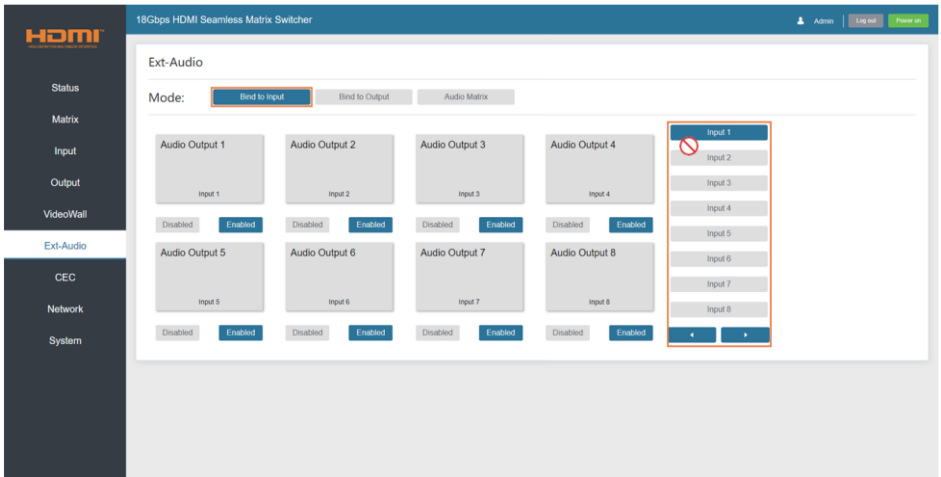 18Gbps HDMI Seamless Matrix Switcher
Admin
Log out
Power on
HDMI
Status
Matrix
Input
Output
VideoWall
Ext-Audio
CEC
Network
System
Ext-Audio
Mode:
Bind to Input
Bind to Output
Audio Matrix
Audio Output 1
Input 1
Disabled
Enabled
Audio Output 2
Input 2
Disabled
Enabled
Audio Output 3
Input 3
Disabled
Enabled
Audio Output 4
Input 4
Disabled
Enabled
Audio Output 5
Input 5
Disabled
Enabled
Audio Output 6
Input 6
Disabled
Enabled
Audio Output 7
Input 7
Disabled
Enabled
Audio Output 8
Input 8
Disabled
Enabled
Input 1
Input 2
Input 3
Input 4
Input 5
Input 6
Input 7
Input 8